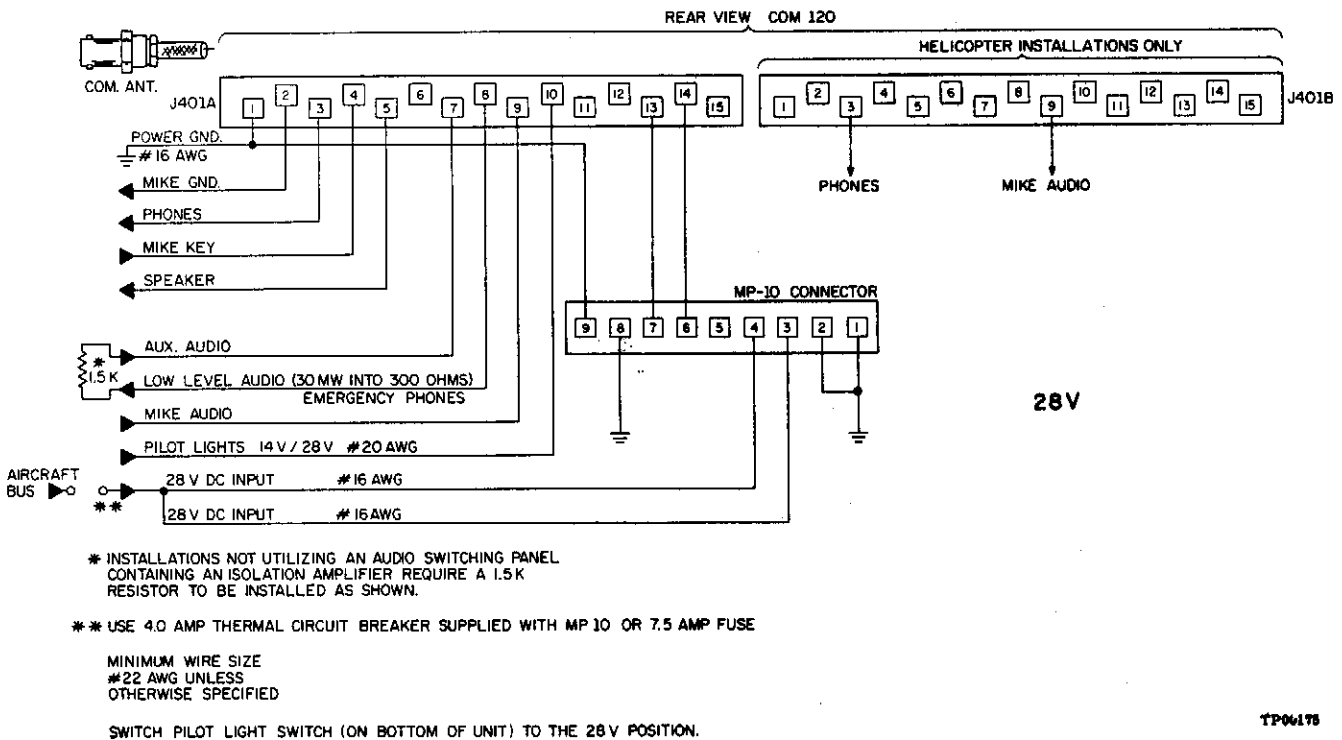 REAR VIEW COM 120
HELICOPTER INSTALLATIONS ONLY
COM. ANT.
J401A
1 2 3 4 5 6 7 8 9 10 11 12 13 14 15
1 2 3 4 5 6 7 8 9 10 11 12 13 14 15
J401B
POWER GND.
#16 AWG
MIKE GND.
PHONES
MIKE KEY
SPEAKER
PHONES
MIKE AUDIO
MP-10 CONNECTOR
9 8 7 6 5 4 3 2 1
AUX. AUDIO
*
1.5 K
LOW LEVEL AUDIO (30 MW INTO 300 OHMS)
EMERGENCY PHONES
MIKE AUDIO
PILOT LIGHTS 14 V / 28 V #20 AWG
28V
AIRCRAFT
BUS
**
28 V DC INPUT #16 AWG
28 V DC INPUT #16 AWG
* INSTALLATIONS NOT UTILIZING AN AUDIO SWITCHING PANEL
CONTAINING AN ISOLATION AMPLIFIER REQUIRE A 1.5 K
RESISTOR TO BE INSTALLED AS SHOWN.
** USE 4.0 AMP THERMAL CIRCUIT BREAKER SUPPLIED WITH MP 10 OR 7.5 AMP FUSE
MINIMUM WIRE SIZE
#22 AWG UNLESS
OTHERWISE SPECIFIED
SWITCH PILOT LIGHT SWITCH (ON BOTTOM OF UNIT) TO THE 28 V POSITION.
TP06175